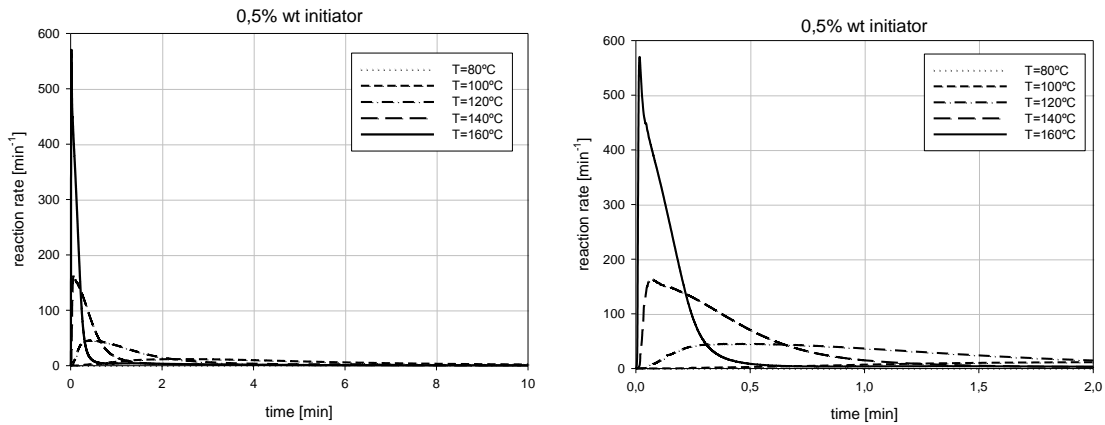 0,5% wt initiator
600
500
400
300
200
100
0
reaction rate [min⁻¹]
T=80ºC
T=100ºC
T=120ºC
T=140ºC
T=160ºC
0 2 4 6 8 10
time [min]
0,5% wt initiator
600
500
400
300
200
100
0
reaction rate [min⁻¹]
T=80ºC
T=100ºC
T=120ºC
T=140ºC
T=160ºC
0,0 0,5 1,0 1,5 2,0
time [min]